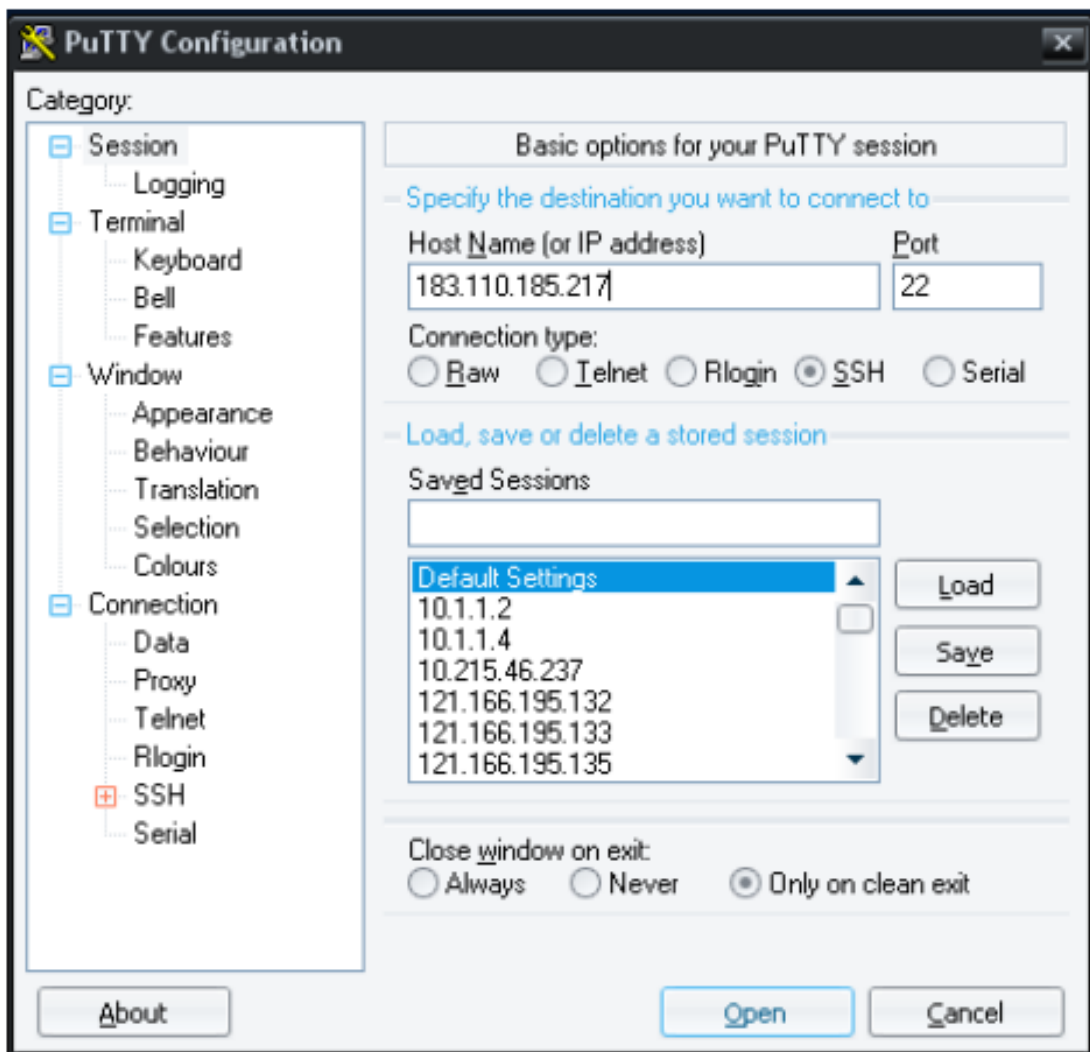 PuTTY Configuration
Category:
Session
Logging
Terminal
Keyboard
Bell
Features
Window
Appearance
Behaviour
Translation
Selection
Colours
Connection
Data
Proxy
Telnet
Rlogin
SSH
Serial
Basic options for your PuTTY session
Specify the destination you want to connect to
Host Name (or IP address) Port
183.110.185.217 22
Connection type:
Raw Telnet Rlogin SSH Serial
Load, save or delete a stored session
Saved Sessions
Default Settings
10.1.1.2
10.1.1.4
10.215.46.237
121.166.195.132
121.166.195.133
121.166.195.135
Load
Save
Delete
Close window on exit:
Always Never Only on clean exit
About Open Cancel